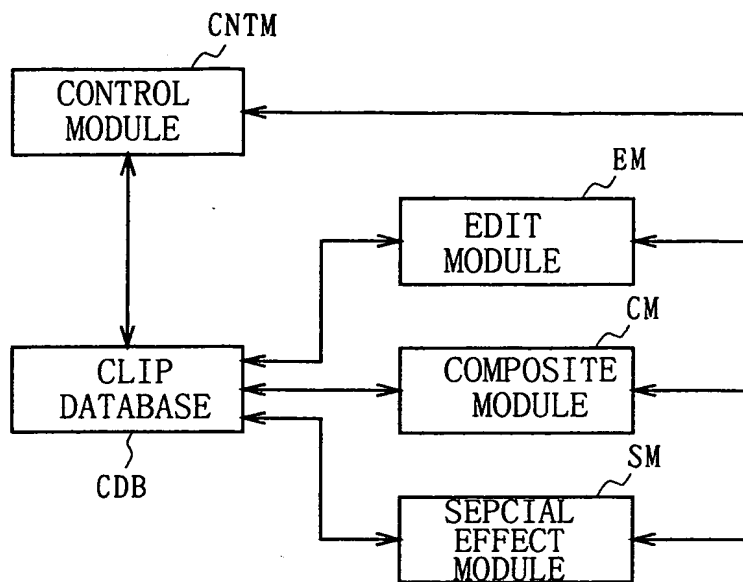 CNTM
CONTROL
MODULE
EM
EDIT
MODULE
CM
CLIP
DATABASE
COMPOSITE
MODULE
CDB
SM
SEPCIAL
EFFECT
MODULE